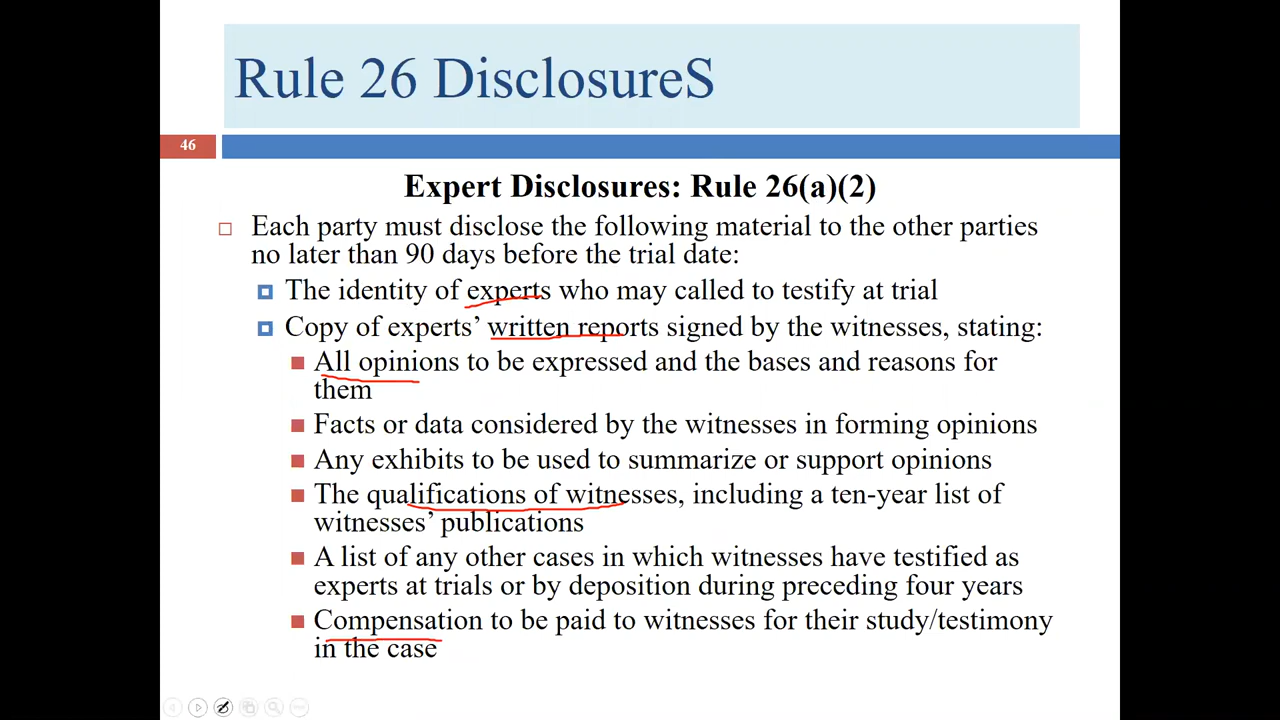 Rule 26 DisclosureS
46
Expert Disclosures: Rule 26(a)(2)
Each party must disclose the following material to the other parties
no later than 90 days before the trial date:
The identity of experts who may called to testify at trial
Copy of experts’ written reports signed by the witnesses, stating:
All opinions to be expressed and the bases and reasons for
them
Facts or data considered by the witnesses in forming opinions
Any exhibits to be used to summarize or support opinions
The qualifications of witnesses, including a ten-year list of
witnesses’ publications
A list of any other cases in which witnesses have testified as
experts at trials or by deposition during preceding four years
Compensation to be paid to witnesses for their study/testimony
in the case